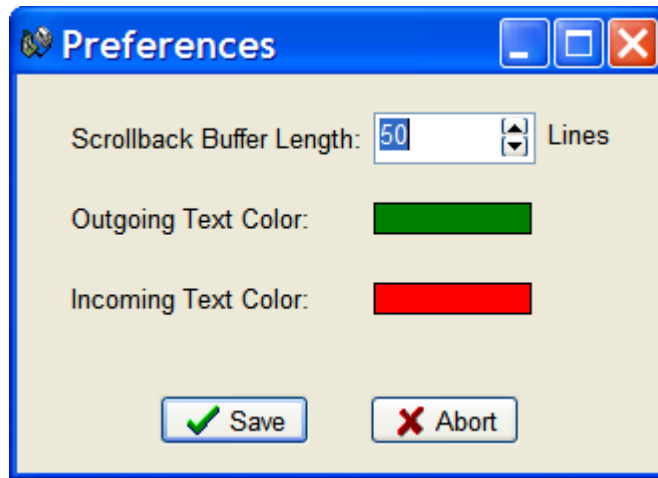 Preferences
Scrollback Buffer Length: 50 Lines
Outgoing Text Color:
Incoming Text Color:
Save Abort